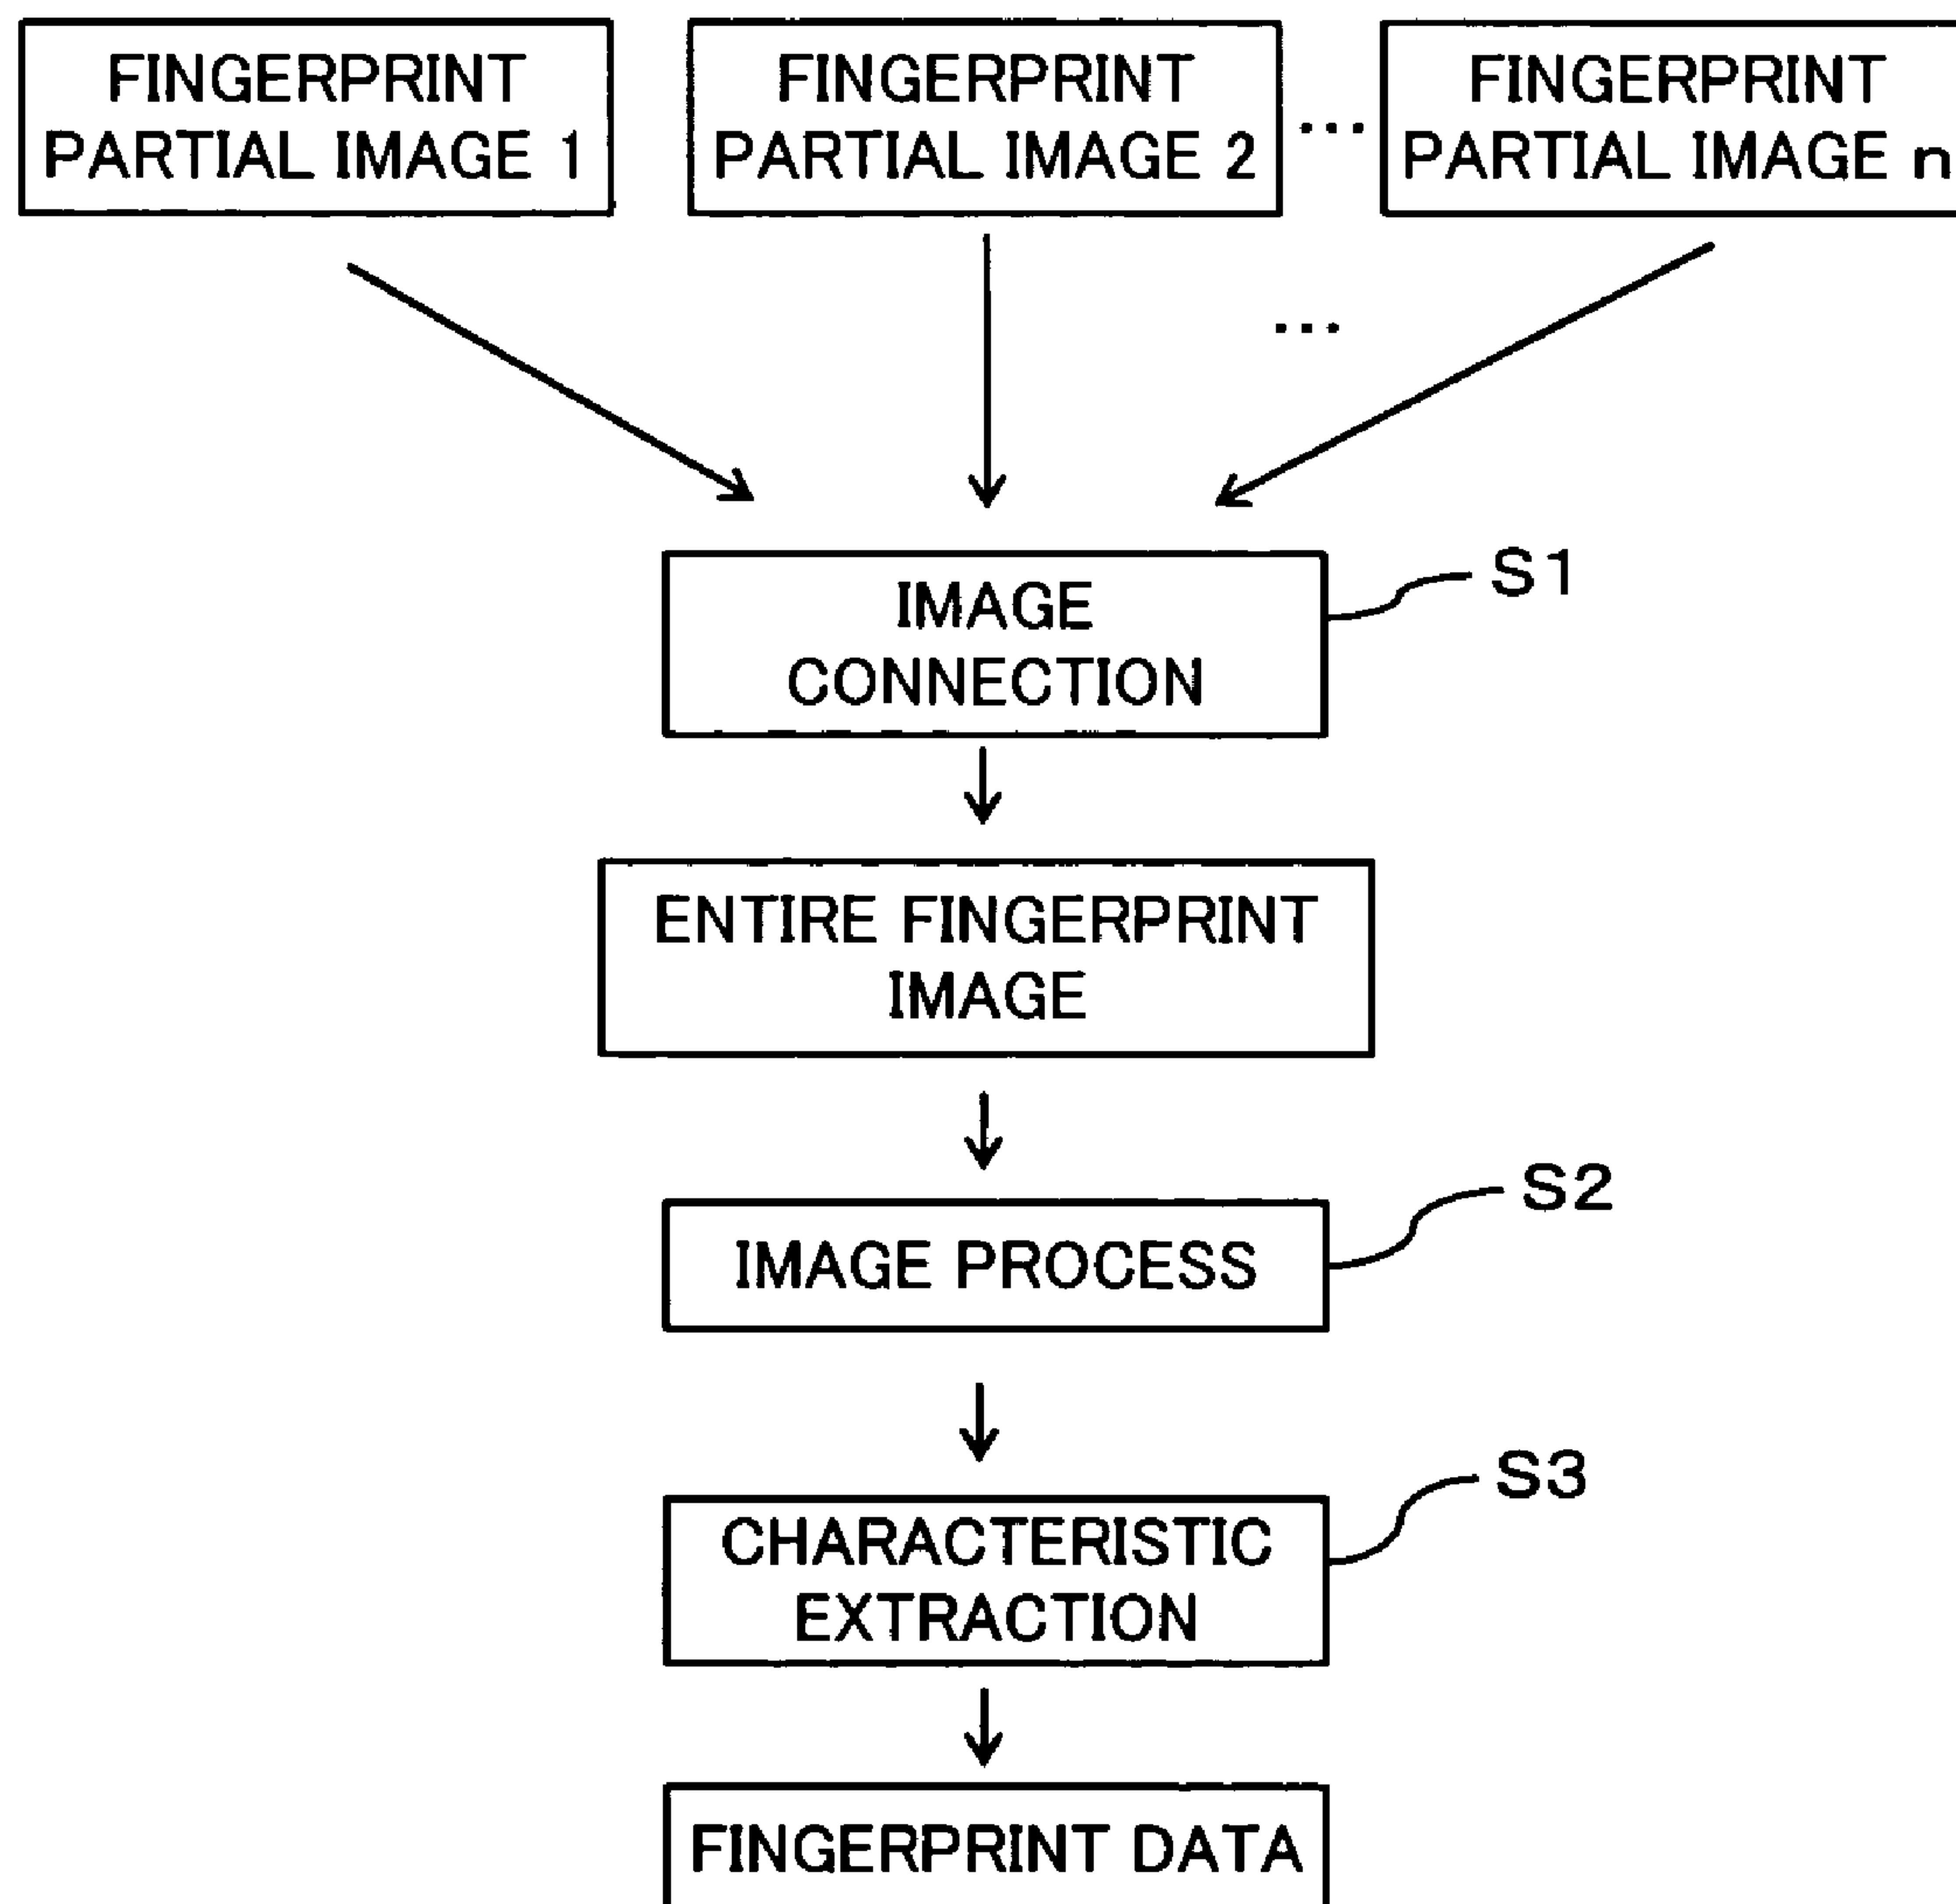 FINGERPRINT
PARTIAL IMAGE 1
FINGERPRINT
PARTIAL IMAGE 2
...
FINGERPRINT
PARTIAL IMAGE n
...
IMAGE
CONNECTION
S1
ENTIRE FINGERPRINT
IMAGE
IMAGE PROCESS
S2
CHARACTERISTIC
EXTRACTION
S3
FINGERPRINT DATA